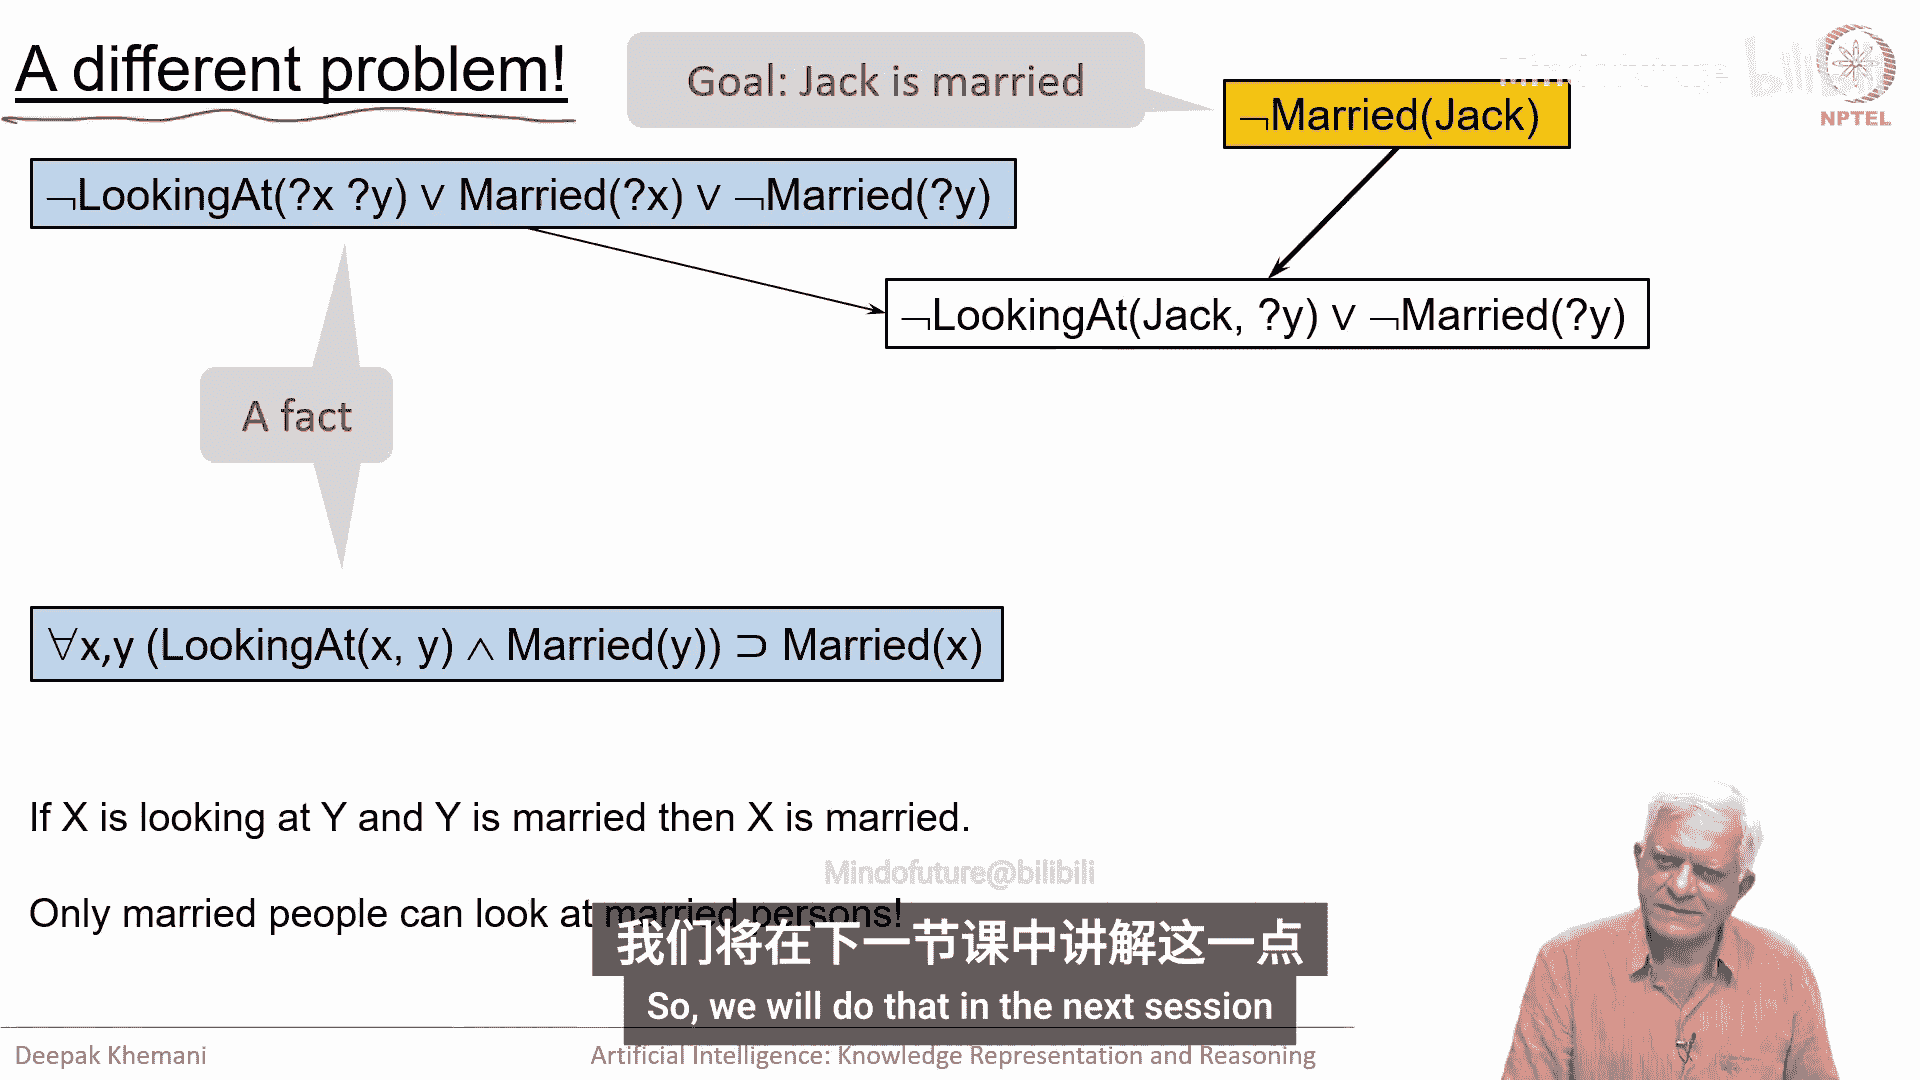 A different problem!
Goal: Jack is married
¬Married(Jack)
NPTEL
¬LookingAt(?x ?y) ∨ Married(?x) ∨ ¬Married(?y)
¬LookingAt(Jack, ?y) ∨ ¬Married(?y)
A fact
∀x,y (LookingAt(x, y) ∧ Married(y)) ⊃ Married(x)
If X is looking at Y and Y is married then X is married.
Mindofuture@bilibili
Only married people can look at married persons!
我们将在下一节课中讲解这一点
So, we will do that in the next session
Deepak Khemani
Artificial Intelligence: Knowledge Representation and Reasoning